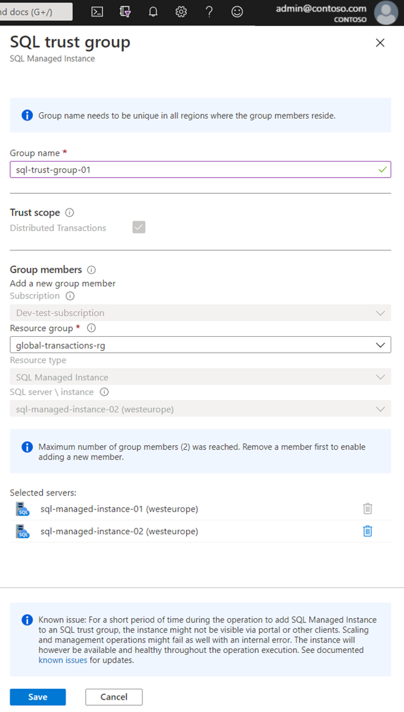 nd docs (G+/)
admin@contoso.com
CONTOSO
SQL trust group
SQL Managed Instance
Group name needs to be unique in all regions where the group members reside.
Group name *
sql-trust-group-01
Trust scope
Distributed Transactions
Group members
Add a new group member
Subscription
Dev-test-subscription
Resource group *
global-transactions-rg
Resource type
SQL Managed Instance
SQL server \ instance
sql-managed-instance-02 (westeurope)
Maximum number of group members (2) was reached. Remove a member first to enable
adding a new member.
Selected servers:
sql-managed-instance-01 (westeurope)
sql-managed-instance-02 (westeurope)
Known issue: For a short period of time during the operation to add SQL Managed Instance
to an SQL trust group, the instance might not be visible via portal or other clients. Scaling
and management operations might fail as well with an internal error. The instance will
however be available and healthy throughout the operation execution. See documented
known issues for updates.
Save
Cancel